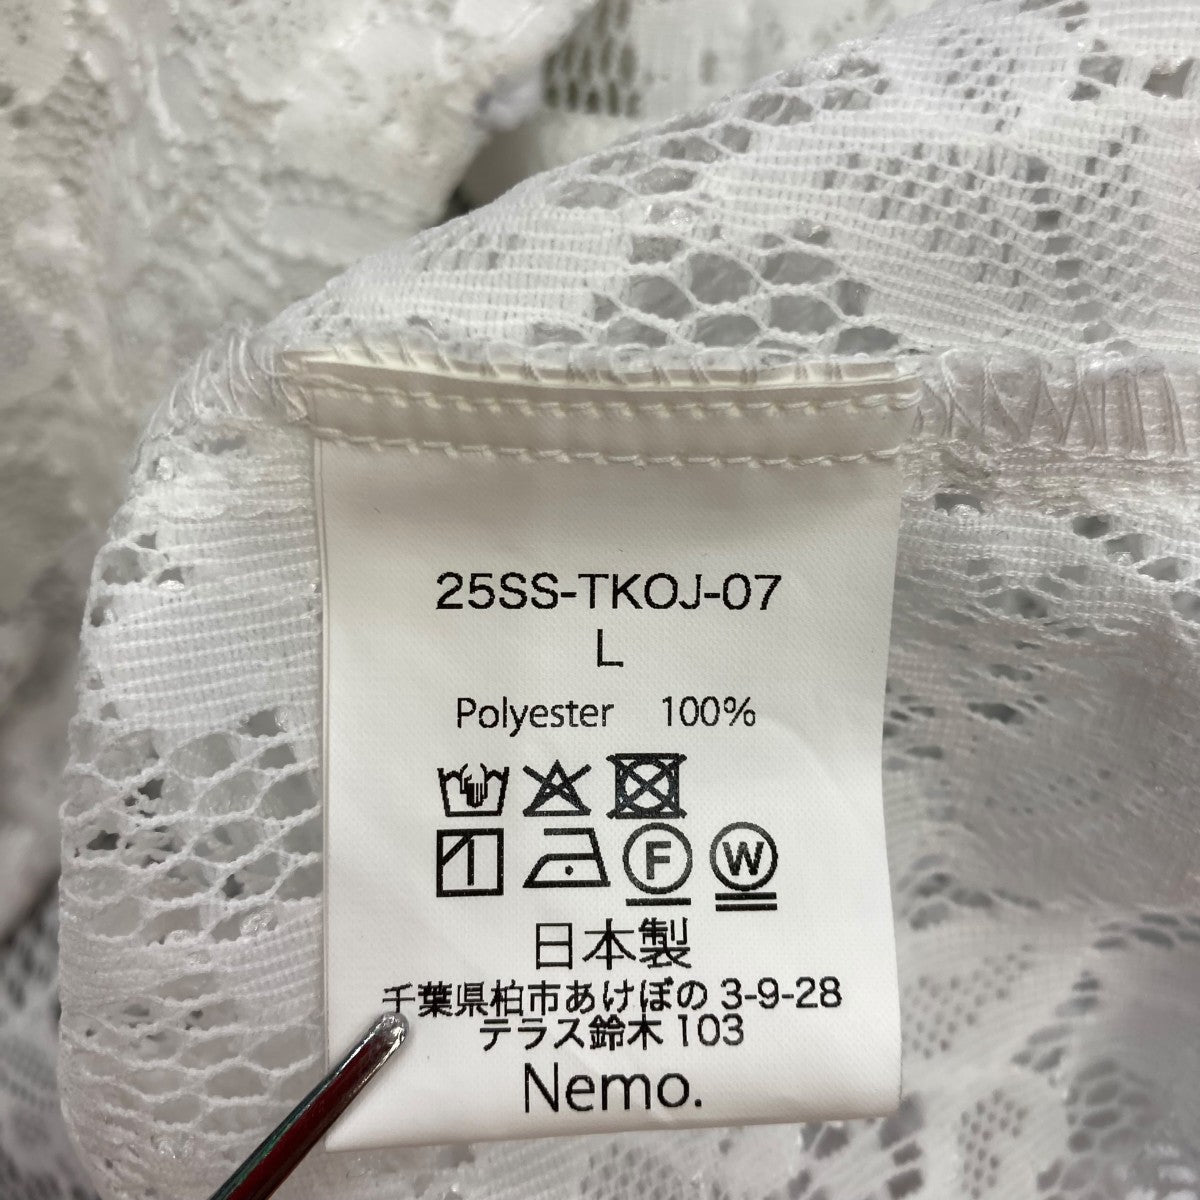 25SS-TKOJ-07
L
Polyester 100%
F W
日本製
千葉県柏市あけぼの 3-9-28
テラス鈴木 103
Nemo.